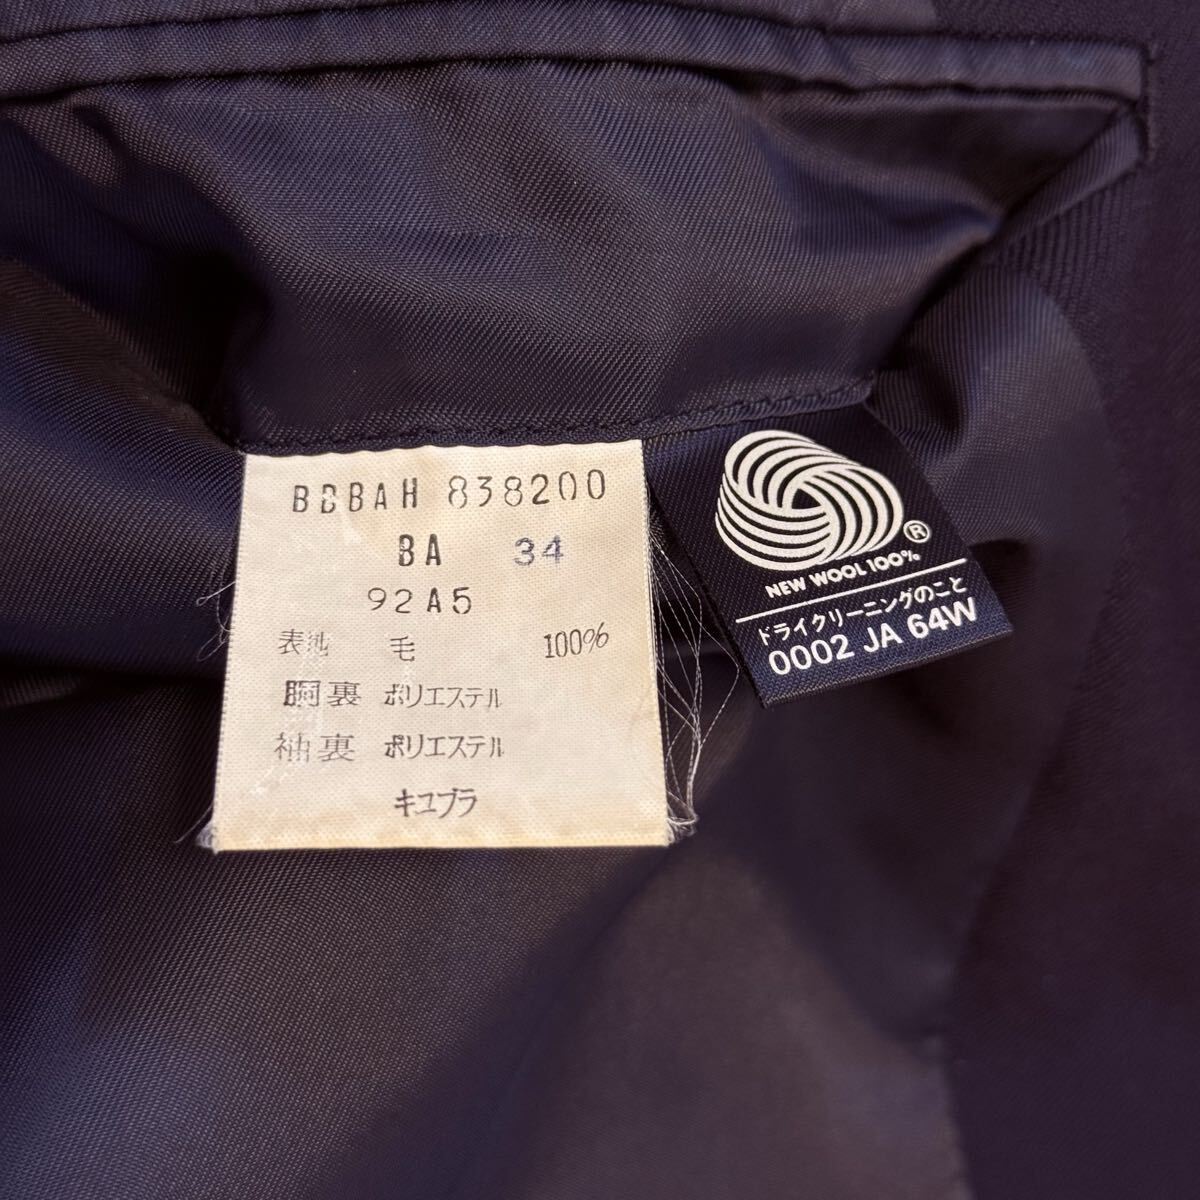 BBBAH 838200
BA 34
92A5
表地 毛 100%
胴裏 ポリエステル
袖裏 ポリエステル
キユプラ
®
NEW WOOL 100%
ドライクリーニングのこと
0002 JA 64W